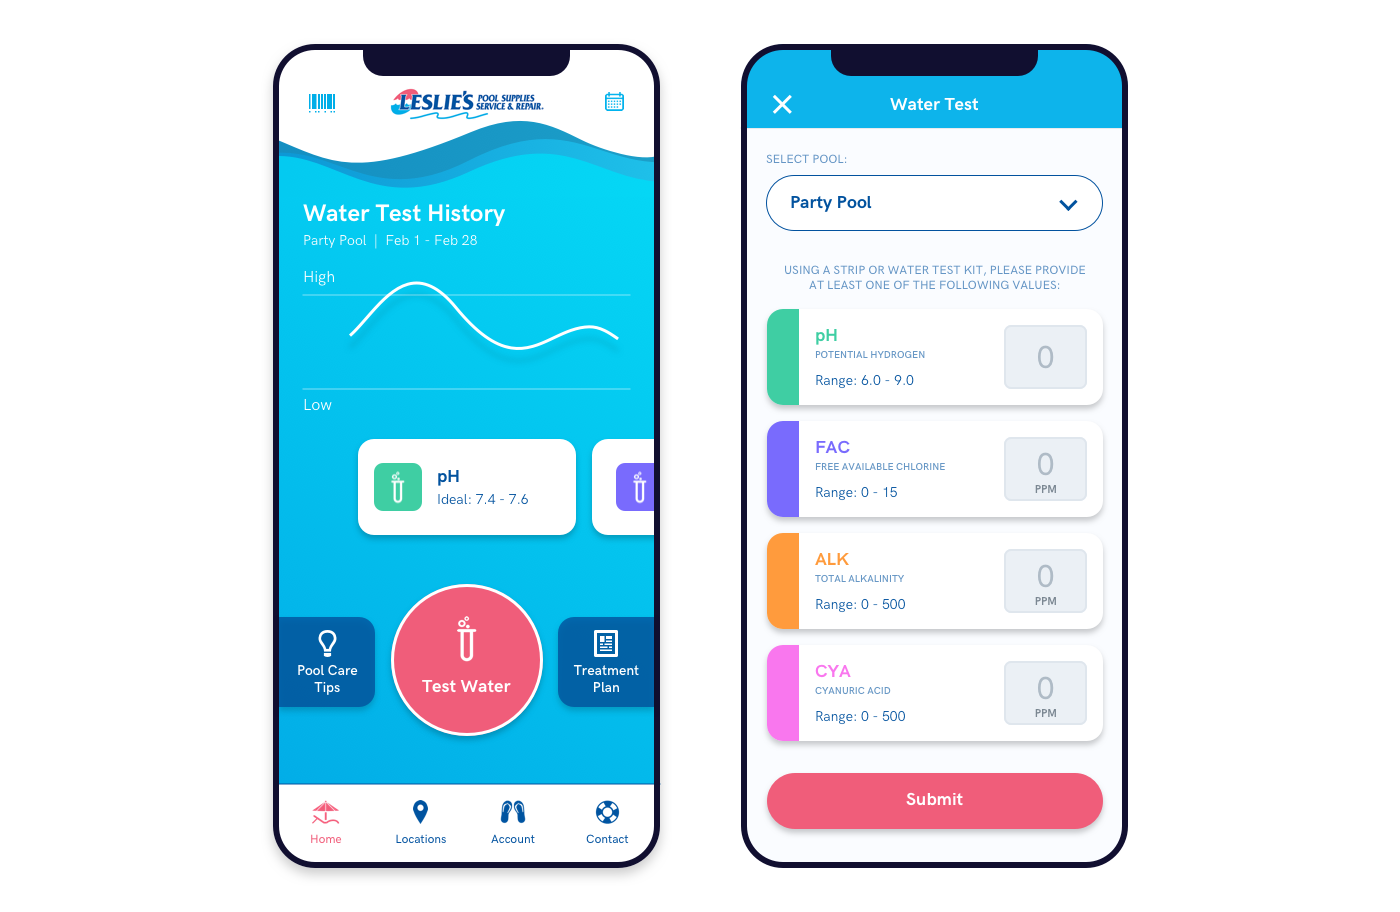 LESLIE'S POOL SUPPLIES
SERVICE & REPAIR.
Water Test History
Party Pool | Feb 1 - Feb 28
High
Low
pH
Ideal: 7.4 - 7.6
Pool Care
Tips
Test Water
Treatment
Plan
Home
Locations
Account
Contact
Water Test
SELECT POOL:
Party Pool
USING A STRIP OR WATER TEST KIT, PLEASE PROVIDE
AT LEAST ONE OF THE FOLLOWING VALUES:
pH
POTENTIAL HYDROGEN
Range: 6.0 - 9.0
0
FAC
FREE AVAILABLE CHLORINE
Range: 0 - 15
0
PPM
ALK
TOTAL ALKALINITY
Range: 0 - 500
0
PPM
CYA
CYANURIC ACID
Range: 0 - 500
0
PPM
Submit